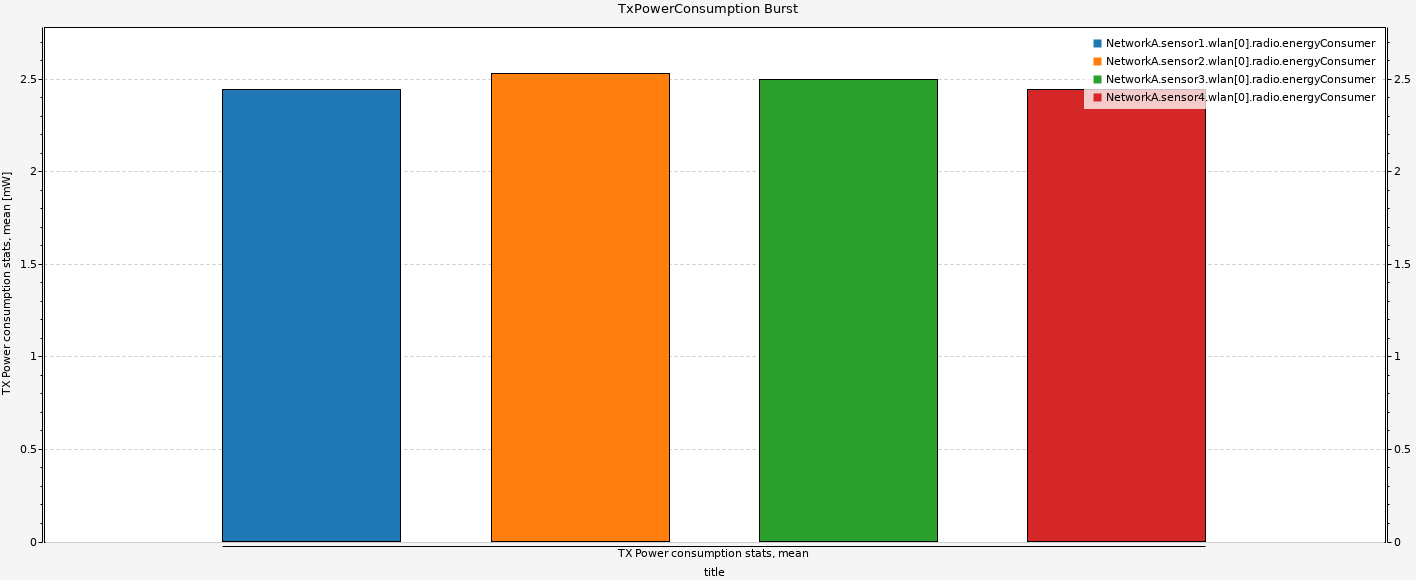 TxPowerConsumption Burst
NetworkA.sensor1.wlan[0].radio.energyConsumer
NetworkA.sensor2.wlan[0].radio.energyConsumer
NetworkA.sensor3.wlan[0].radio.energyConsumer
NetworkA.sensor4.wlan[0].radio.energyConsumer
TX Power consumption stats, mean [mW]
2.5 2.5
2 2
1.5 1.5
1 1
0.5 0.5
0 0
TX Power consumption stats, mean
title